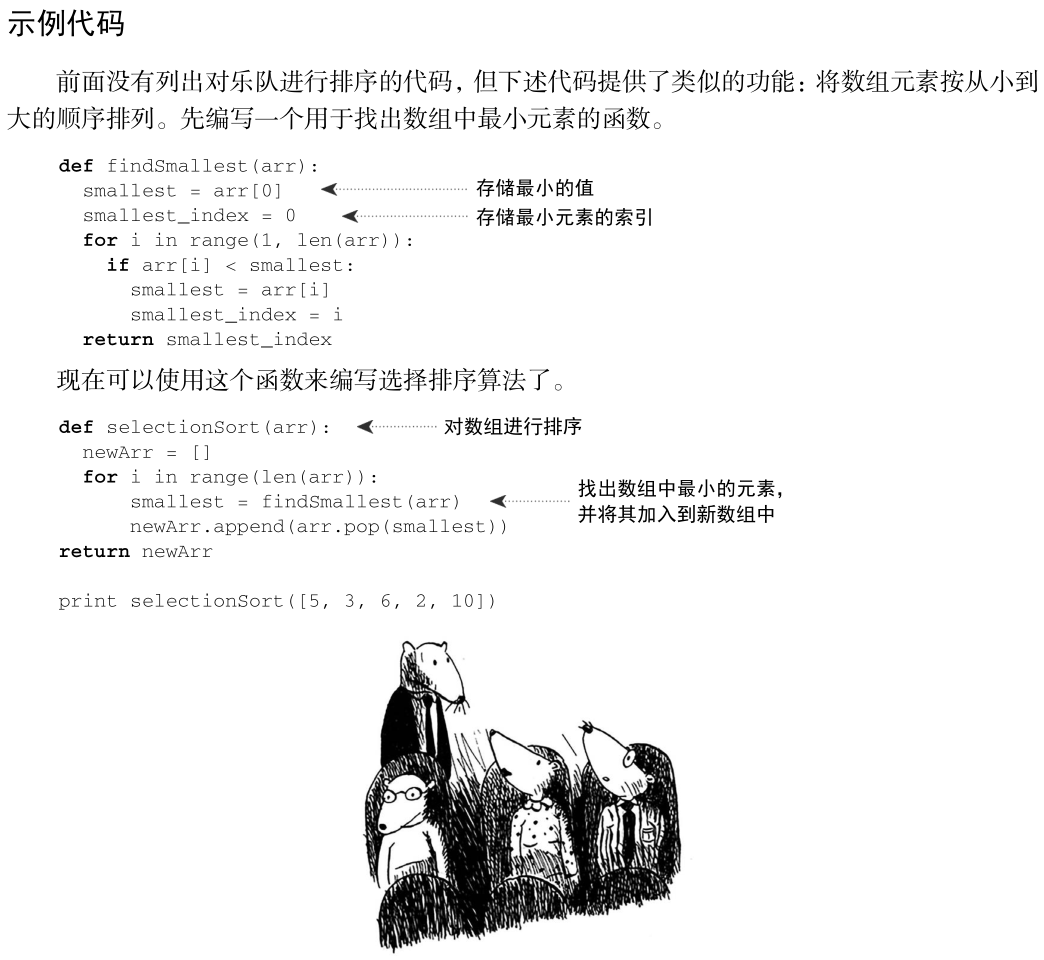 示例代码
前面没有列出对乐队进行排序的代码，但下述代码提供了类似的功能：将数组元素按从小到
大的顺序排列。先编写一个用于找出数组中最小元素的函数。
def findSmallest(arr):
smallest = arr[0] 存储最小的值
smallest_index = 0 存储最小元素的索引
for i in range(1, len(arr)):
if arr[i] < smallest:
smallest = arr[i]
smallest_index = i
return smallest_index
现在可以使用这个函数来编写选择排序算法了。
def selectionSort(arr): 对数组进行排序
newArr = []
for i in range(len(arr)):
smallest = findSmallest(arr) 找出数组中最小的元素，
newArr.append(arr.pop(smallest)) 并将其加入到新数组中
return newArr
print selectionSort([5, 3, 6, 2, 10])